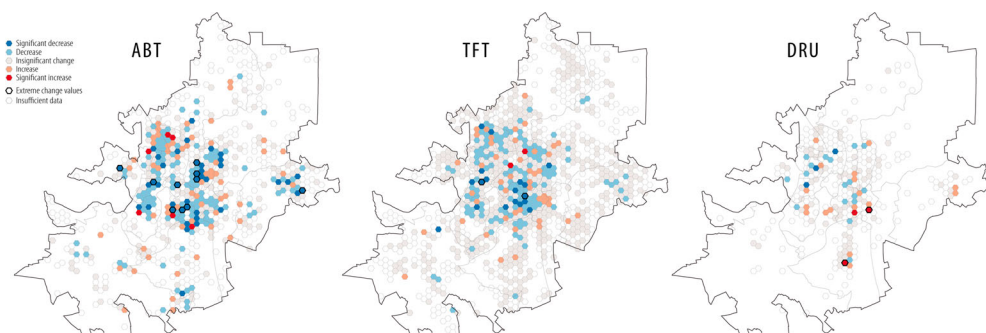 ABT
TFT
DRU
Significant decrease
Decrease
Insignificant change
Increase
Significant increase
Extreme change values
Insufficient data